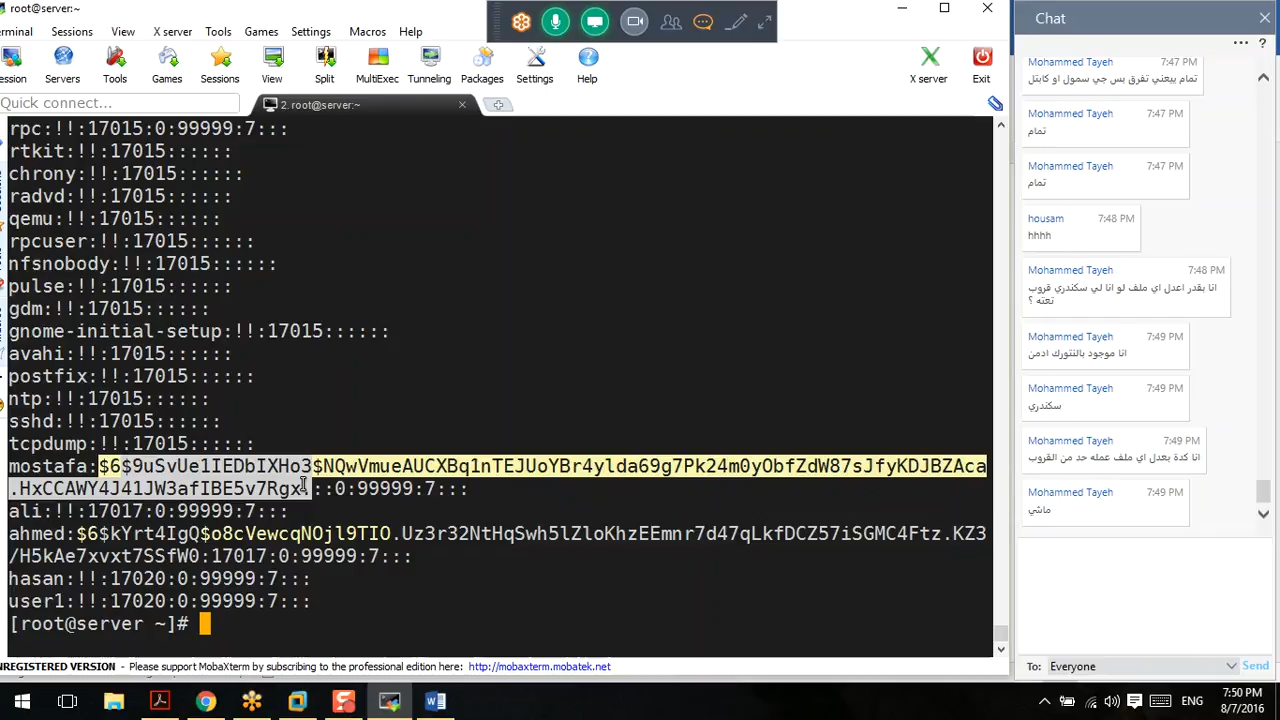 root@server:~
erminal
essions
View
X server
Tools
Games
Settings
Macros
Help
ession
Servers
Tools
Games
Sessions
View
Split
MultiExec
Tunneling
Packages
Settings
Help
X server
Exit
Quick connect...
2. root@server:~
rpc:!!:17015:0:99999:7:::
rtkit:!!:17015::::::
chrony:!!:17015::::::
radvd:!!:17015::::::
qemu:!!:17015::::::
rpcuser:!!:17015::::::
nfsnobody:!!:17015::::::
pulse:!!:17015::::::
gdm:!!:17015::::::
gnome-initial-setup:!!:17015::::::
avahi:!!:17015::::::
postfix:!!:17015::::::
ntp:!!:17015::::::
sshd:!!:17015::::::
tcpdump:!!:17015::::::
mostafa:$6$9uSvUe1IEDbIXHo3$NQwVmueAUCXBq1nTEJUoYBr4ylda69g7Pk24m0yObfZdW87sJfyKDJBZAca
.HxCCAWY4J41JW3afIBE5v7Rgx.::0:99999:7:::
ali:!!:17017:0:99999:7:::
ahmed:$6$kYrt4IgQ$o8cVewcqNOjl9TIO.Uz3r32NtHqSwh5lZloKhzEEmnr7d47qLkfDCZ57iSGMC4Ftz.KZ3
/H5kAe7xvxt7SSfW0:17017:0:99999:7:::
hasan:!!:17020:0:99999:7:::
user1:!!:17020:0:99999:7:::
[root@server ~]#
NREGISTERED VERSION - Please support MobaXterm by subscribing to the professional edition here: http://mobaxterm.mobatek.net
Chat
Mohammed Tayeh 7:47 PM
تمام يبعني تفرق بس جي سمول او كابتل
Mohammed Tayeh 7:47 PM
تمام
Mohammed Tayeh 7:47 PM
تمام
housam 7:48 PM
hhhh
Mohammed Tayeh 7:48 PM
انا بقدر اعدل اي ملف لو انا لي سكندري قروب
تعنه ؟
Mohammed Tayeh 7:49 PM
انا موجود بالنتورك ادمن
Mohammed Tayeh 7:49 PM
سكندري
Mohammed Tayeh 7:49 PM
انا كدة بعدل اي ملف عمله حد من القروب
Mohammed Tayeh 7:49 PM
ماشي
To: Everyone
Send
ENG
7:50 PM
8/7/2016